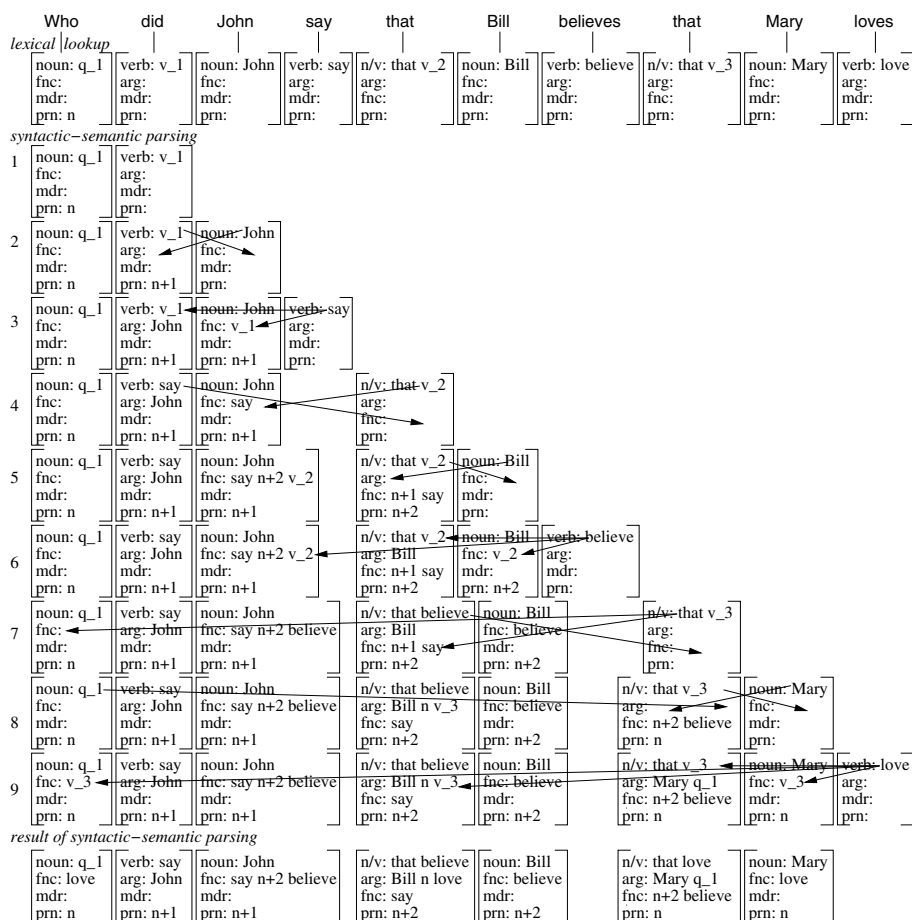 Who did John say that Bill believes that Mary loves
lexical lookup
noun: q_1 verb: v_1 noun: John verb: say n/v: that v_2 noun: Bill verb: believe n/v: that v_3 noun: Mary verb: love
fnc: arg: fnc: arg: arg: fnc: arg: arg: fnc: arg:
mdr: mdr: mdr: mdr: fnc: mdr: mdr: fnc: mdr: mdr:
prn: n prn: prn: prn: prn: prn: prn: prn: prn: prn:
syntactic−semantic parsing
1
noun: q_1 verb: v_1
fnc: arg:
mdr: mdr:
prn: n prn:
2
noun: q_1 verb: v_1 noun: John
fnc: arg: fnc:
mdr: mdr: mdr:
prn: n prn: n+1 prn:
3
noun: q_1 verb: v_1 noun: John verb: say
fnc: arg: John fnc: v_1 arg:
mdr: mdr: mdr: mdr:
prn: n prn: n+1 prn: n+1 prn:
4
noun: q_1 verb: say noun: John n/v: that v_2
fnc: arg: John fnc: say arg:
mdr: mdr: mdr: fnc:
prn: n prn: n+1 prn: n+1 prn:
5
noun: q_1 verb: say noun: John n/v: that v_2 noun: Bill
fnc: arg: John fnc: say n+2 v_2 arg: fnc:
mdr: mdr: mdr: fnc: n+1 say mdr:
prn: n prn: n+1 prn: n+1 prn: n+2 prn:
6
noun: q_1 verb: say noun: John n/v: that v_2 noun: Bill verb: believe
fnc: arg: John fnc: say n+2 v_2 arg: Bill fnc: v_2 arg:
mdr: mdr: mdr: fnc: n+1 say mdr: mdr:
prn: n prn: n+1 prn: n+1 prn: n+2 prn: n+2 prn:
7
noun: q_1 verb: say noun: John n/v: that believe noun: Bill n/v: that v_3
fnc: arg: John fnc: say n+2 believe arg: Bill fnc: believe arg:
mdr: mdr: mdr: fnc: n+1 say mdr: fnc:
prn: n prn: n+1 prn: n+1 prn: n+2 prn: n+2 prn:
8
noun: q_1 verb: say noun: John n/v: that believe noun: Bill n/v: that v_3 noun: Mary
fnc: arg: John fnc: say n+2 believe arg: Bill n v_3 fnc: believe arg: fnc:
mdr: mdr: mdr: fnc: say mdr: fnc: n+2 believe mdr:
prn: n prn: n+1 prn: n+1 prn: n+2 prn: n+2 prn: n prn:
9
noun: q_1 verb: say noun: John n/v: that believe noun: Bill n/v: that v_3 noun: Mary verb: love
fnc: v_3 arg: John fnc: say n+2 believe arg: Bill n v_3 fnc: believe arg: Mary q_1 fnc: v_3 arg:
mdr: mdr: mdr: fnc: say mdr: fnc: n+2 believe mdr: mdr:
prn: n prn: n+1 prn: n+1 prn: n+2 prn: n+2 prn: n prn: n prn:
result of syntactic−semantic parsing
noun: q_1 verb: say noun: John n/v: that believe noun: Bill n/v: that love noun: Mary
fnc: love arg: John fnc: say n+2 believe arg: Bill n love fnc: believe arg: Mary q_1 fnc: love
mdr: mdr: mdr: fnc: say mdr: fnc: n+2 believe mdr:
prn: n prn: n+1 prn: n+1 prn: n+2 prn: n+2 prn: n prn: n